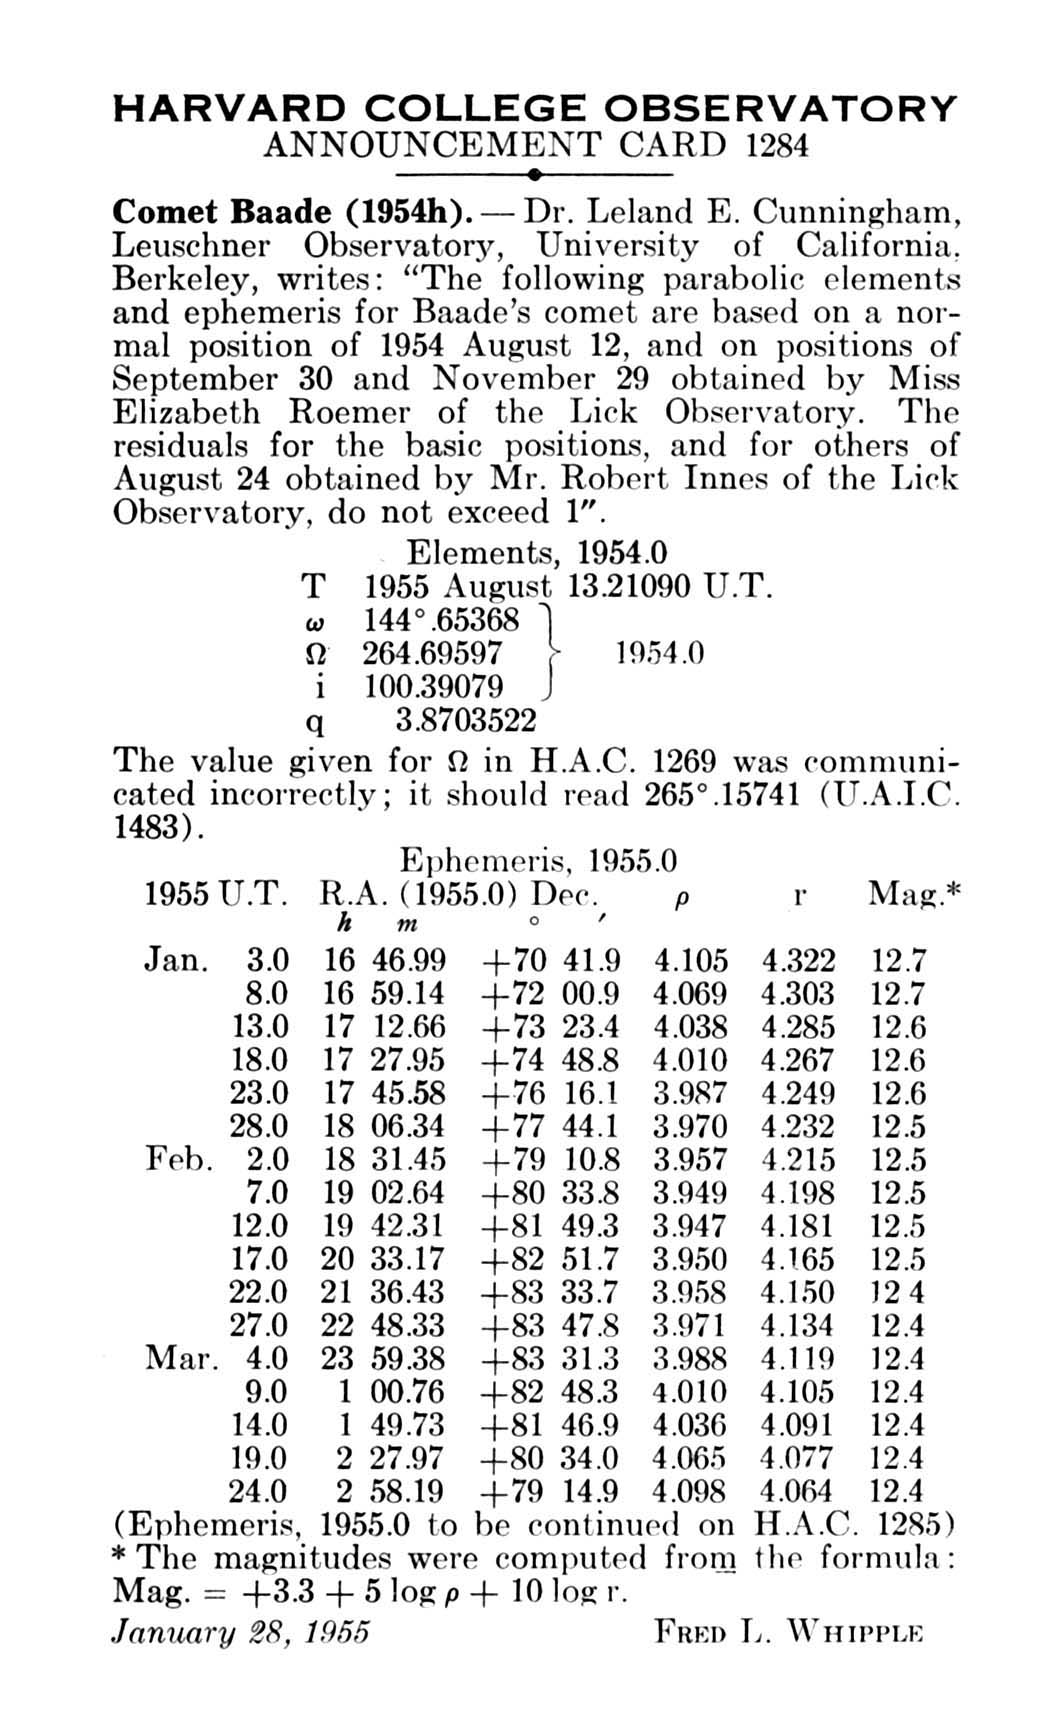 HARVARD COLLEGE OBSERVATORY
ANNOUNCEMENT CARD 1284
Comet Baade (1954h). — Dr. Leland E. Cunningham,
Leuschner Observatory, University of California,
Berkeley, writes: “The following parabolic elements
and ephemeris for Baade’s comet are based on a nor-
mal position of 1954 August 12, and on positions of
September 30 and November 29 obtained by Miss
Elizabeth Roemer of the Lick Observatory. The
residuals for the basic positions, and for others of
August 24 obtained by Mr. Robert Innes of the Lick
Observatory, do not exceed 1″.
Elements, 1954.0
T 1955 August 13.21090 U.T.
ω 144°.65368
Ω 264.69597 } 1954.0
i 100.39079
q 3.8703522
The value given for Ω in H.A.C. 1269 was communi-
cated incorrectly; it should read 265°.15741 (U.A.I.C.
1483).
Ephemeris, 1955.0
1955 U.T. R.A. (1955.0) Dec. ρ r Mag.*
h m ° ′
Jan. 3.0 16 46.99 +70 41.9 4.105 4.322 12.7
8.0 16 59.14 +72 00.9 4.069 4.303 12.7
13.0 17 12.66 +73 23.4 4.038 4.285 12.6
18.0 17 27.95 +74 48.8 4.010 4.267 12.6
23.0 17 45.58 +76 16.1 3.987 4.249 12.6
28.0 18 06.34 +77 44.1 3.970 4.232 12.5
Feb. 2.0 18 31.45 +79 10.8 3.957 4.215 12.5
7.0 19 02.64 +80 33.8 3.949 4.198 12.5
12.0 19 42.31 +81 49.3 3.947 4.181 12.5
17.0 20 33.17 +82 51.7 3.950 4.165 12.5
22.0 21 36.43 +83 33.7 3.958 4.150 12 4
27.0 22 48.33 +83 47.8 3.971 4.134 12.4
Mar. 4.0 23 59.38 +83 31.3 3.988 4.119 12.4
9.0 1 00.76 +82 48.3 4.010 4.105 12.4
14.0 1 49.73 +81 46.9 4.036 4.091 12.4
19.0 2 27.97 +80 34.0 4.065 4.077 12.4
24.0 2 58.19 +79 14.9 4.098 4.064 12.4
(Ephemeris, 1955.0 to be continued on H.A.C. 1285)
* The magnitudes were computed from the formula:
Mag. = +3.3 + 5 log ρ + 10 log r.
January 28, 1955 FRED L. WHIPPLE